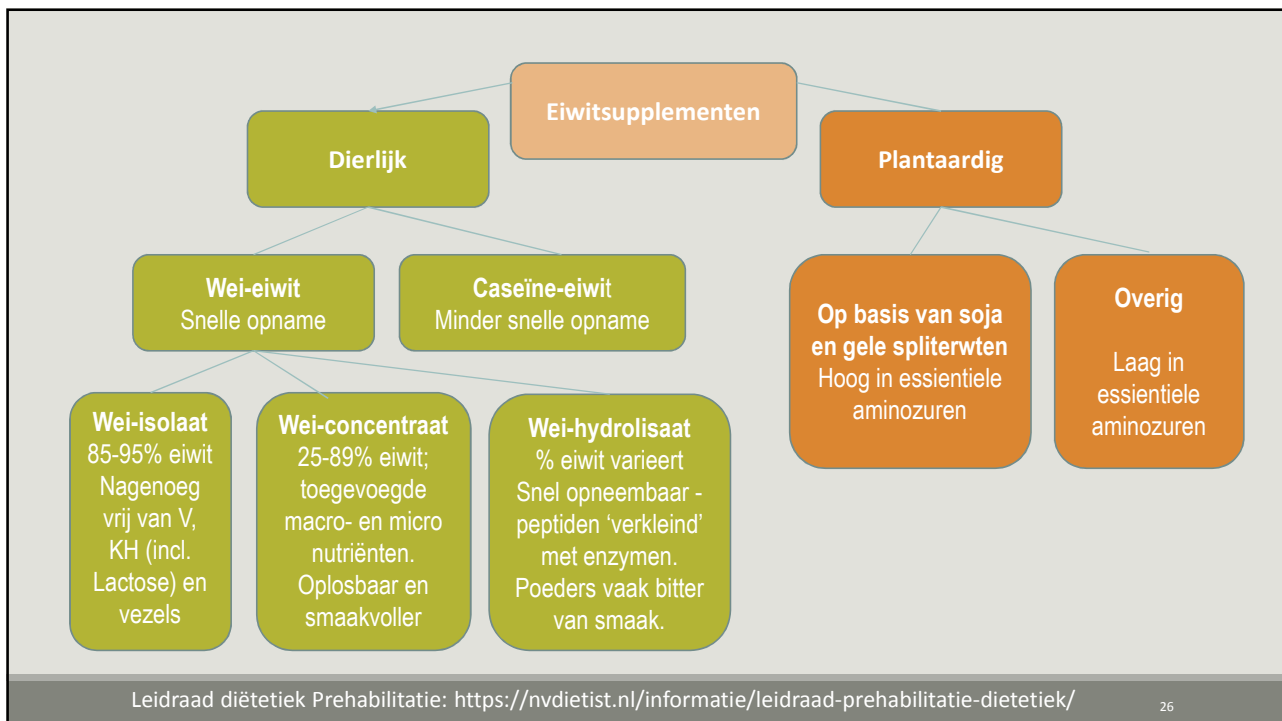 Eiwitsupplementen
Dierlijk
Plantaardig
Wei-eiwit
Snelle opname
Caseïne-eiwit
Minder snelle opname
Op basis van soja
en gele spliterwten
Hoog in essientiele
aminozuren
Overig
Laag in
essientiele
aminozuren
Wei-isolaat
85-95% eiwit
Nagenoeg
vrij van V,
KH (incl.
Lactose) en
vezels
Wei-concentraat
25-89% eiwit;
toegevoegde
macro- en micro
nutriënten.
Oplosbaar en
smaakvoller
Wei-hydrolisaat
% eiwit varieert
Snel opneembaar -
peptiden ‘verkleind’
met enzymen.
Poeders vaak bitter
van smaak.
Leidraad diëtetiek Prehabilitatie: https://nvdietist.nl/informatie/leidraad-prehabilitatie-dietetiek/
26